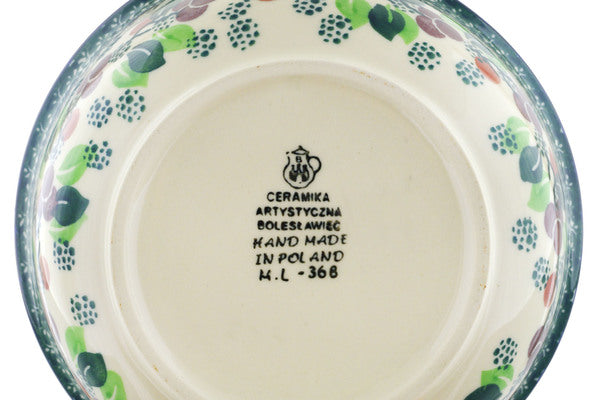 B
CERAMIKA
ARTYSTYCZNA
BOLESŁAWIEC
HAND MADE
IN POLAND
M.L - 368